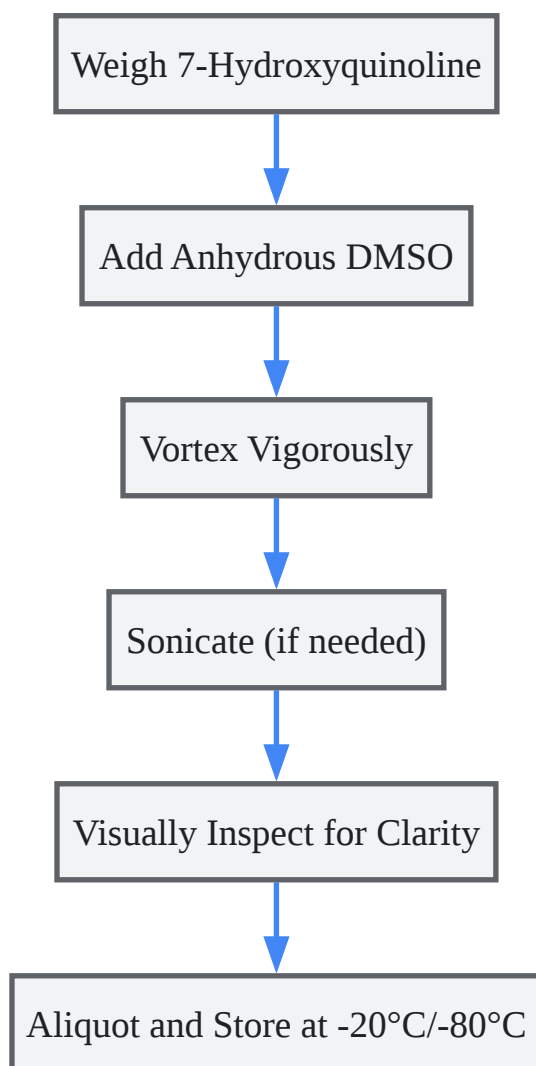 Weigh 7-Hydroxyquinoline
Add Anhydrous DMSO
Vortex Vigorously
Sonicate (if needed)
Visually Inspect for Clarity
Aliquot and Store at -20°C/-80°C